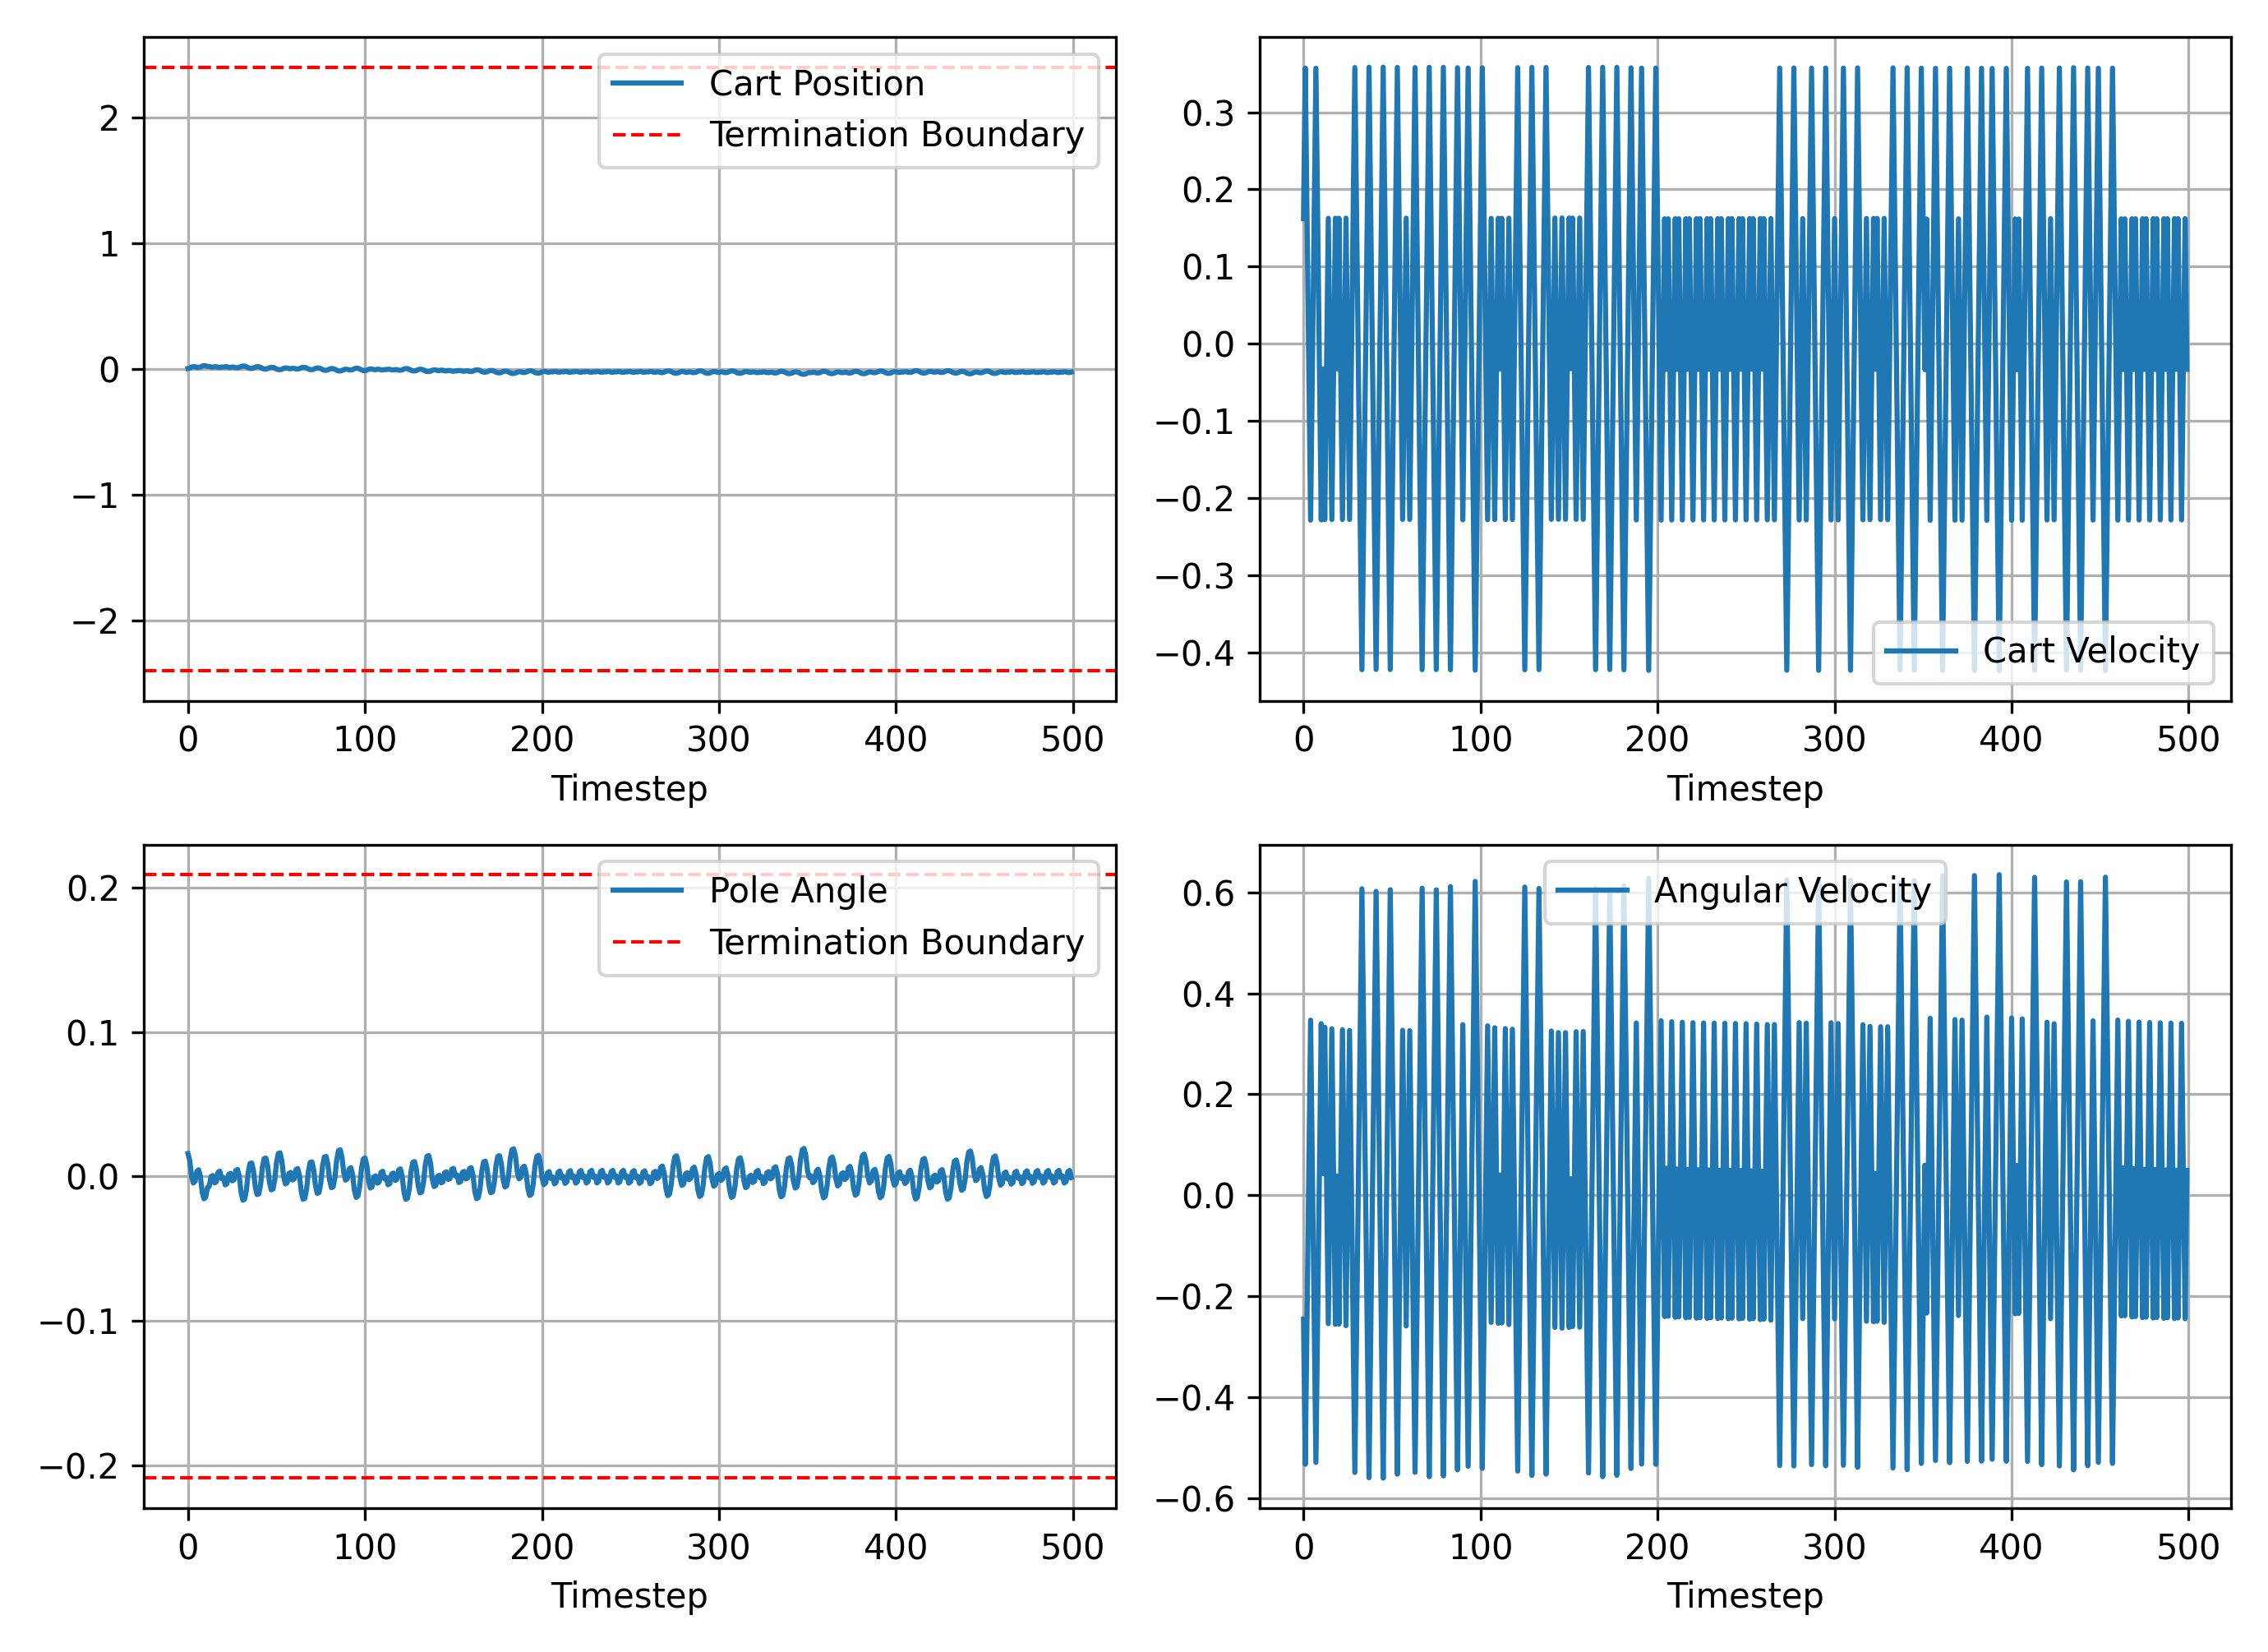 Cart Position
Termination Boundary
2
1
0
−1
−2
0 100 200 300 400 500
Timestep
0.3
0.2
0.1
0.0
−0.1
−0.2
−0.3
−0.4
Cart Velocity
0 100 200 300 400 500
Timestep
Pole Angle
Termination Boundary
0.2
0.1
0.0
−0.1
−0.2
0 100 200 300 400 500
Timestep
Angular Velocity
0.6
0.4
0.2
0.0
−0.2
−0.4
−0.6
0 100 200 300 400 500
Timestep